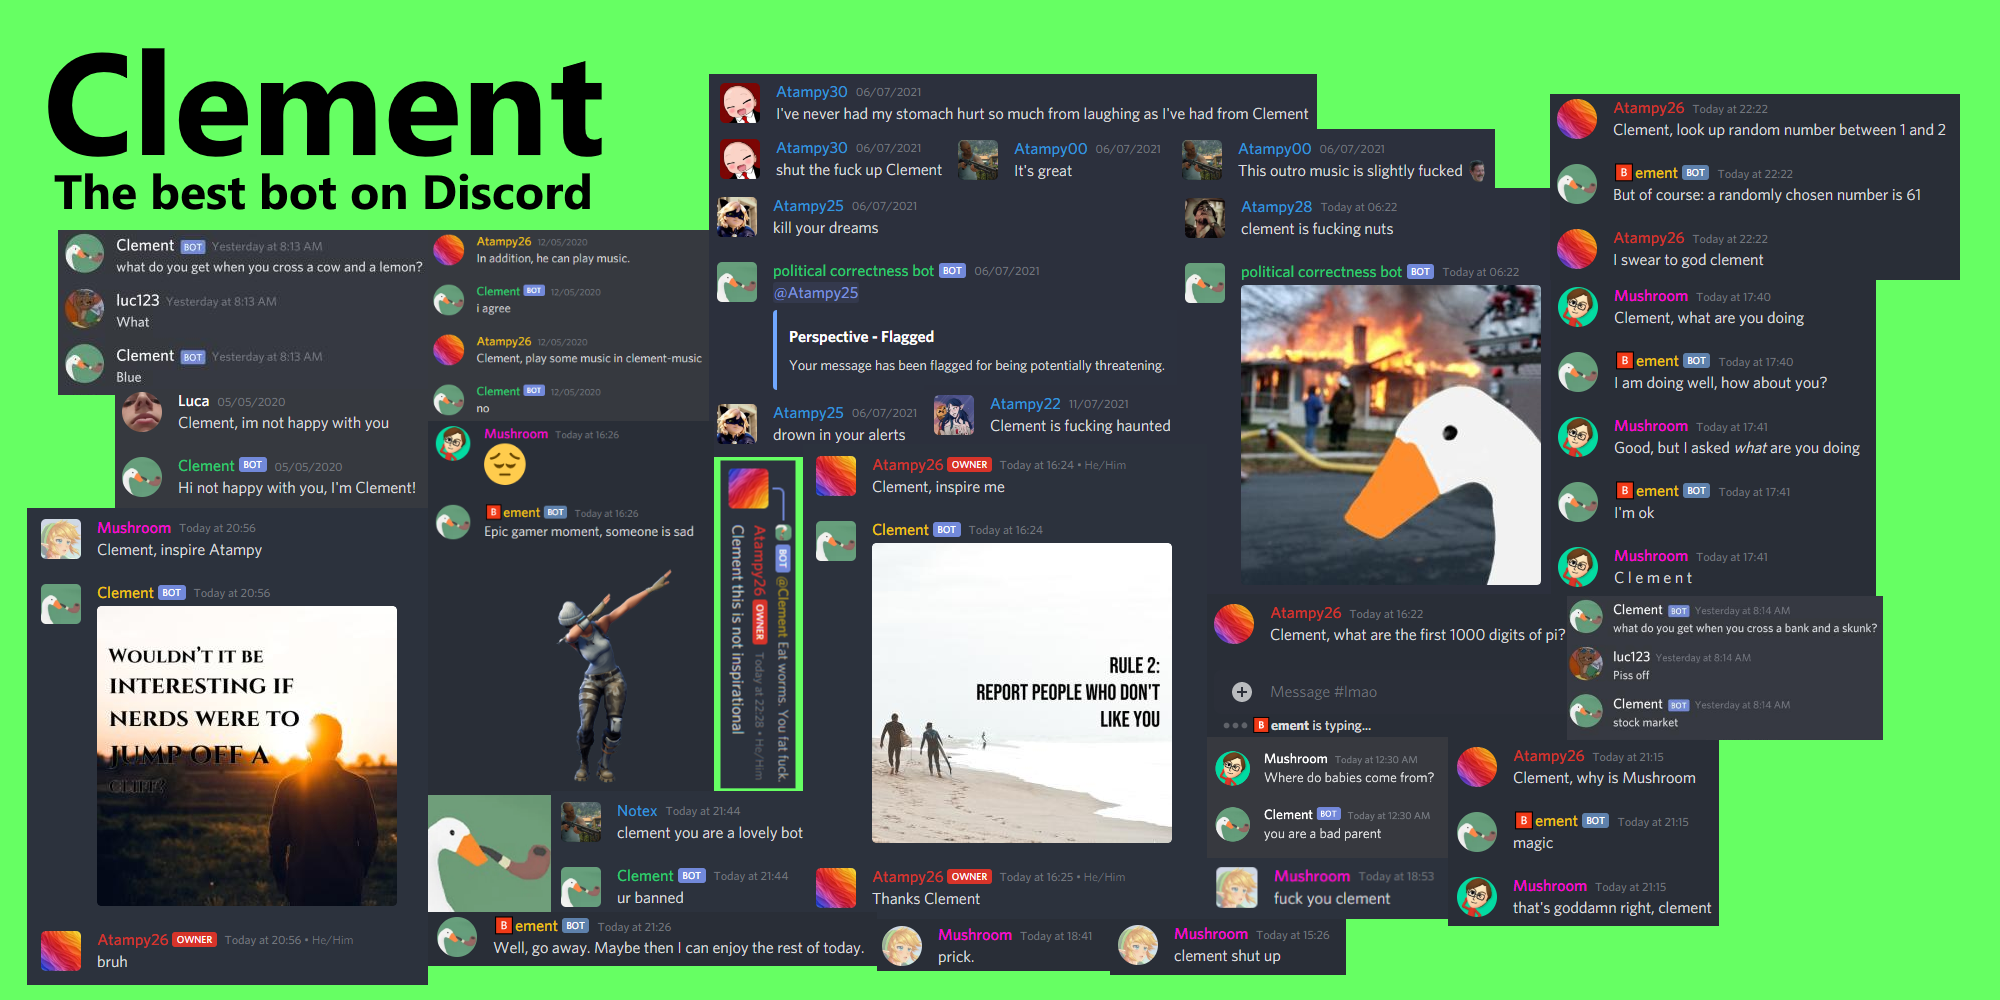 Clement
The best bot on Discord
Clement BOT Yesterday at 8:13 AM
what do you get when you cross a cow and a lemon?
luc123 Yesterday at 8:13 AM
What
Clement BOT Yesterday at 8:13 AM
Blue
Luca 05/05/2020
Clement, im not happy with you
Clement BOT 05/05/2020
Hi not happy with you, I'm Clement!
Mushroom Today at 20:56
Clement, inspire Atampy
Clement BOT Today at 20:56
WOULDN'T IT BE
INTERESTING IF
NERDS WERE TO
JUMP OFF A
CLIFF?
Atampy26 OWNER Today at 20:56 • He/Him
bruh
Atampy26 12/05/2020
In addition, he can play music.
Clement BOT 12/05/2020
i agree
Atampy26 12/05/2020
Clement, play some music in clement-music
Clement BOT 12/05/2020
no
Mushroom Today at 16:26
B ement BOT Today at 16:26
Epic gamer moment, someone is sad
BOT @Clement Eat worms. You fat fuck.
Atampy26 OWNER Today at 22:28 • He/Him
Clement this is not inspirational
Notex Today at 21:44
clement you are a lovely bot
Clement BOT Today at 21:44
ur banned
B ement BOT Today at 21:26
Well, go away. Maybe then I can enjoy the rest of today.
Atampy30 06/07/2021
I've never had my stomach hurt so much from laughing as I've had from Clement
Atampy30 06/07/2021
shut the fuck up Clement
Atampy00 06/07/2021
It's great
Atampy00 06/07/2021
This outro music is slightly fucked
Atampy25 06/07/2021
kill your dreams
political correctness bot BOT 06/07/2021
@Atampy25
Perspective - Flagged
Your message has been flagged for being potentially threatening.
Atampy25 06/07/2021
drown in your alerts
Atampy22 11/07/2021
Clement is fucking haunted
Atampy28 Today at 06:22
clement is fucking nuts
political correctness bot BOT Today at 06:22
Atampy26 OWNER Today at 16:24 • He/Him
Clement, inspire me
Clement BOT Today at 16:24
RULE 2:
REPORT PEOPLE WHO DON'T
LIKE YOU
Atampy26 OWNER Today at 16:25 • He/Him
Thanks Clement
Mushroom Today at 18:41
prick.
Mushroom Today at 15:26
clement shut up
Atampy26 Today at 16:22
Clement, what are the first 1000 digits of pi?
Message #lmao
B ement is typing...
Mushroom Today at 12:30 AM
Where do babies come from?
Clement BOT Today at 12:30 AM
you are a bad parent
Mushroom Today at 18:53
fuck you clement
Atampy26 Today at 22:22
Clement, look up random number between 1 and 2
B ement BOT Today at 22:22
But of course: a randomly chosen number is 61
Atampy26 Today at 22:22
I swear to god clement
Mushroom Today at 17:40
Clement, what are you doing
B ement BOT Today at 17:40
I am doing well, how about you?
Mushroom Today at 17:41
Good, but I asked what are you doing
B ement BOT Today at 17:41
I'm ok
Mushroom Today at 17:41
C l e m e n t
Clement BOT Yesterday at 8:14 AM
what do you get when you cross a bank and a skunk?
luc123 Yesterday at 8:14 AM
Piss off
Clement BOT Yesterday at 8:14 AM
stock market
Atampy26 Today at 21:15
Clement, why is Mushroom
B ement BOT Today at 21:15
magic
Mushroom Today at 21:15
that's goddamn right, clement